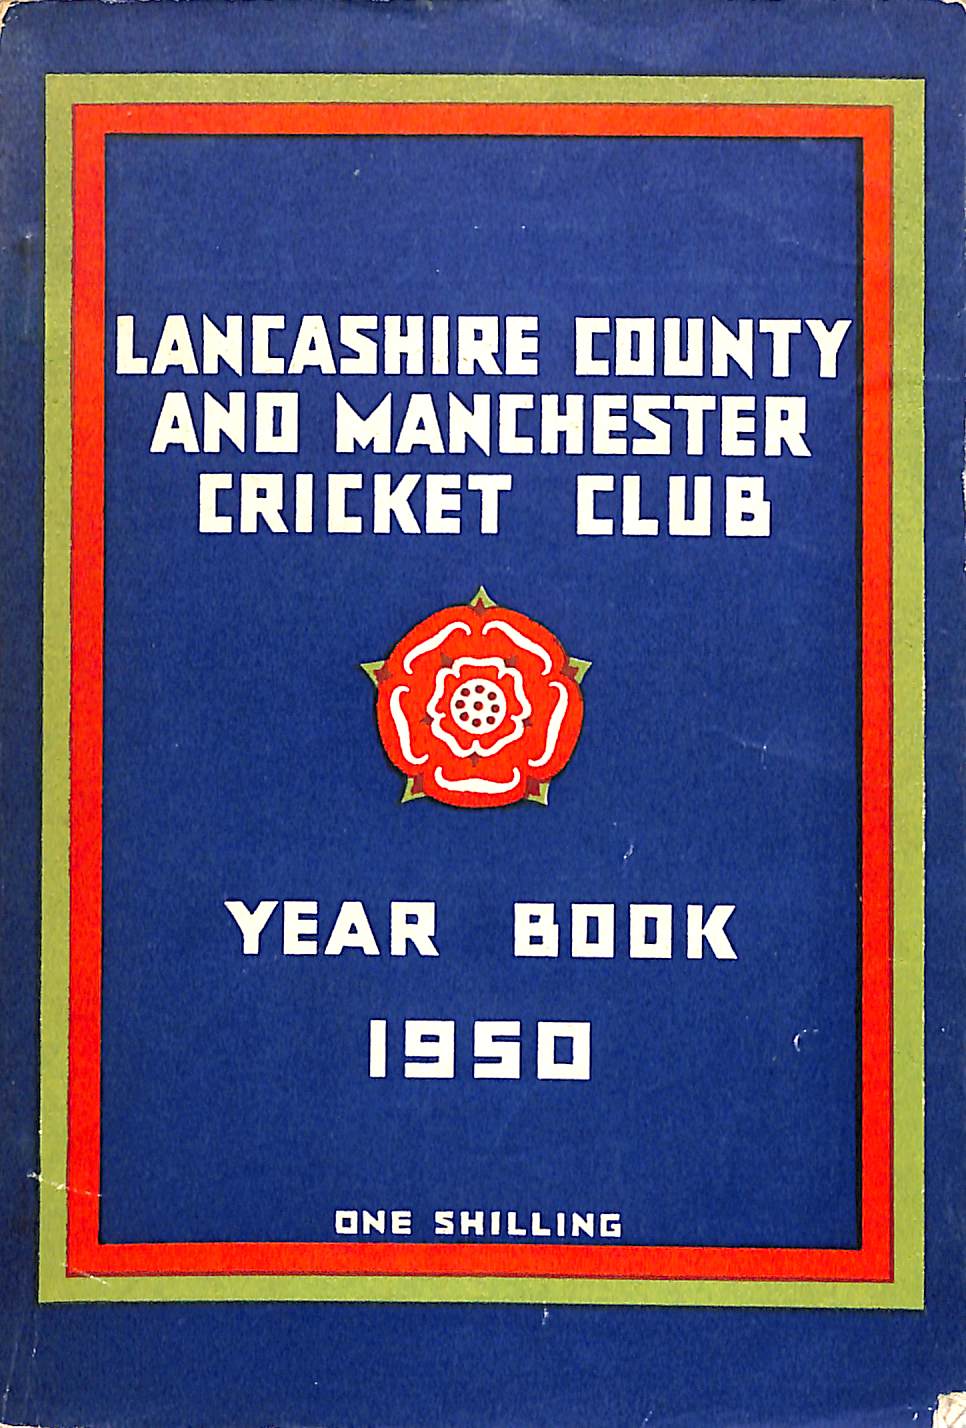 LANCASHIRE COUNTY
AND MANCHESTER
CRICKET CLUB
YEAR BOOK
1950
ONE SHILLING